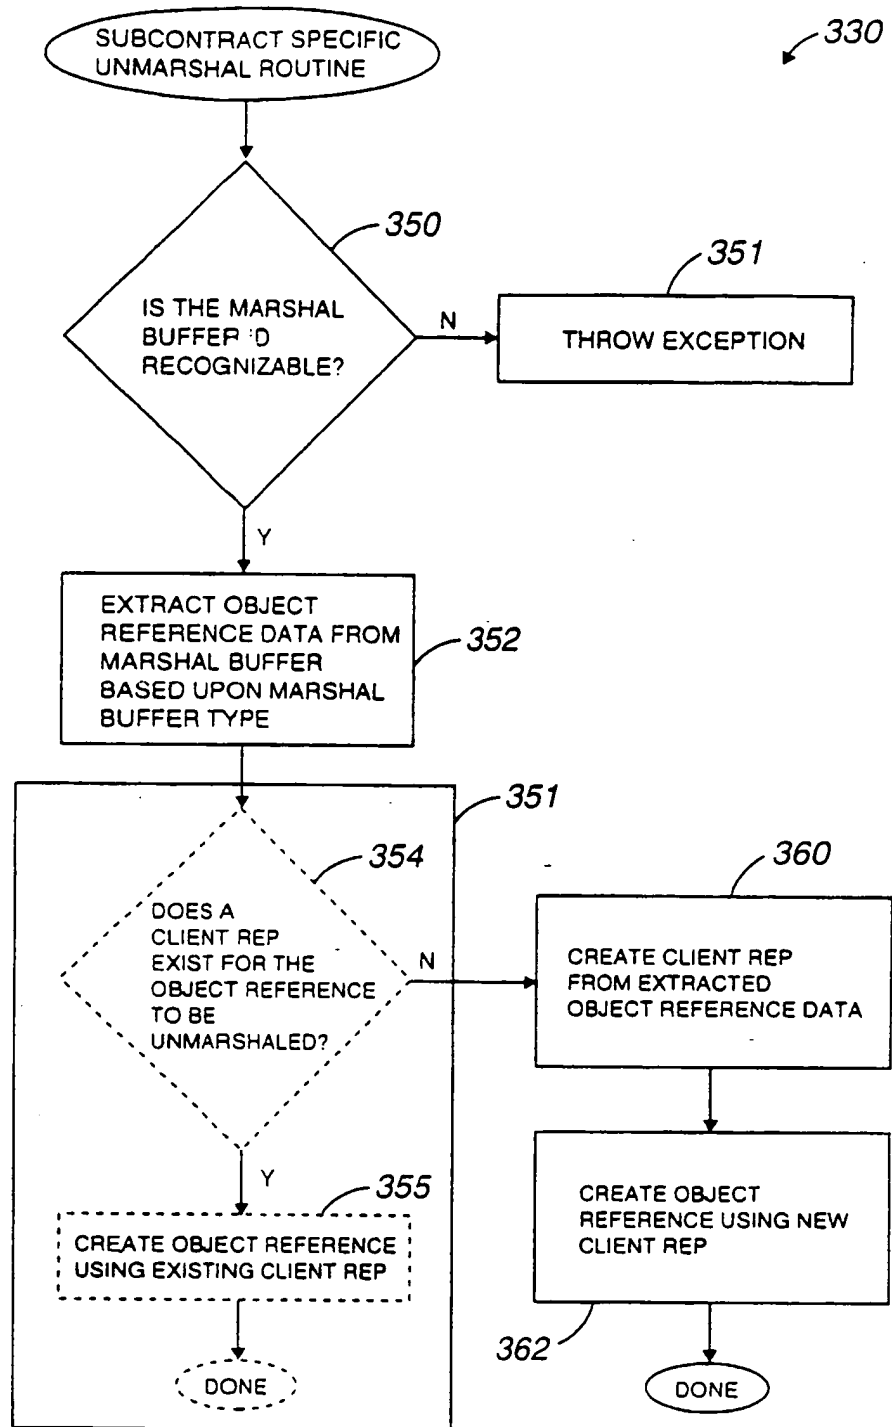 SUBCONTRACT SPECIFIC
UNMARSHAL ROUTINE
330
350
IS THE MARSHAL
BUFFER ID
RECOGNIZABLE?
N
351
THROW EXCEPTION
Y
EXTRACT OBJECT
REFERENCE DATA FROM
MARSHAL BUFFER
BASED UPON MARSHAL
BUFFER TYPE
352
351
354
DOES A
CLIENT REP
EXIST FOR THE
OBJECT REFERENCE
TO BE
UNMARSHALED?
N
360
CREATE CLIENT REP
FROM EXTRACTED
OBJECT REFERENCE DATA
Y
355
CREATE OBJECT REFERENCE
USING EXISTING CLIENT REP
CREATE OBJECT
REFERENCE USING NEW
CLIENT REP
362
DONE
DONE